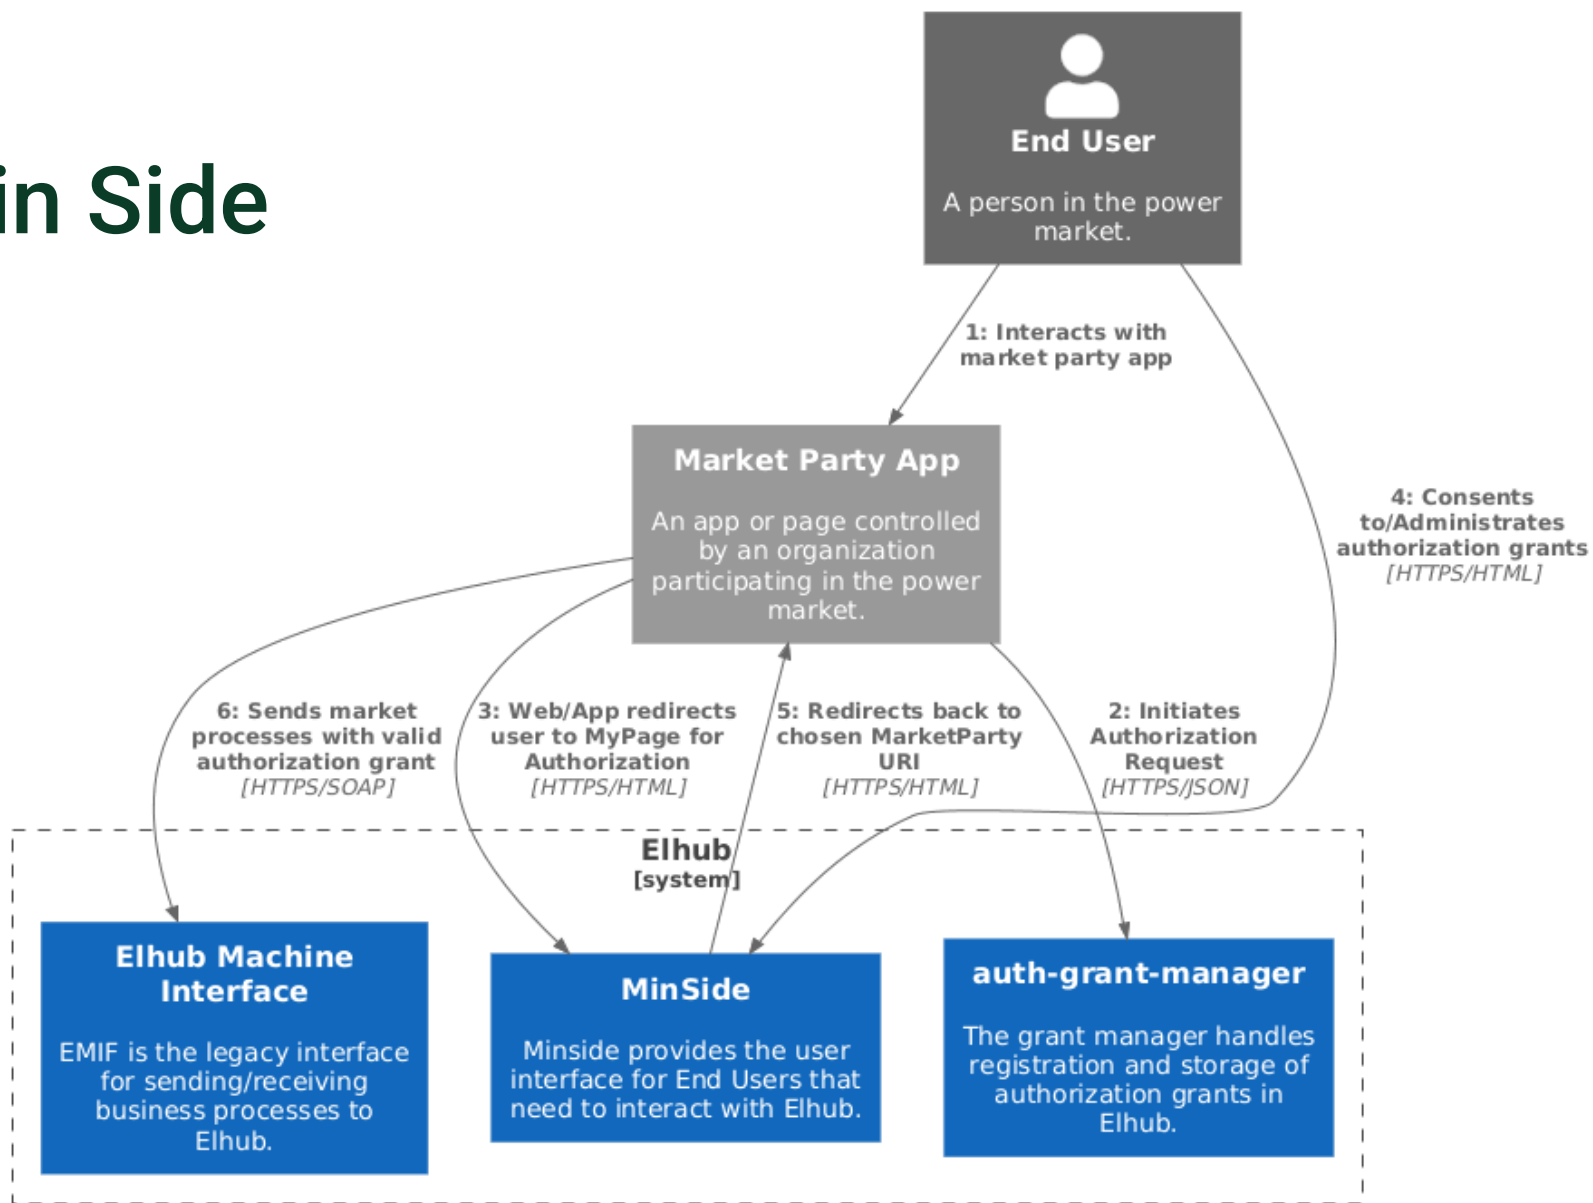 in Side
End User
A person in the power
market.
1: Interacts with
market party app
Market Party App
An app or page controlled
by an organization
participating in the power
market.
4: Consents
to/Administrates
authorization grants
[HTTPS/HTML]
6: Sends market
processes with valid
authorization grant
[HTTPS/SOAP]
3: Web/App redirects
user to MyPage for
Authorization
[HTTPS/HTML]
5: Redirects back to
chosen MarketParty
URI
[HTTPS/HTML]
2: Initiates
Authorization
Request
[HTTPS/JSON]
Elhub
[system]
Elhub Machine
Interface
EMIF is the legacy interface
for sending/receiving
business processes to
Elhub.
MinSide
Minside provides the user
interface for End Users that
need to interact with Elhub.
auth-grant-manager
The grant manager handles
registration and storage of
authorization grants in
Elhub.